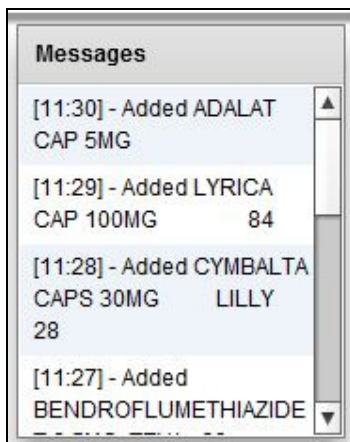 Messages
[11:30] - Added ADALAT
CAP 5MG
[11:29] - Added LYRICA
CAP 100MG 84
[11:28] - Added CYMBALTA
CAPS 30MG LILLY
28
[11:27] - Added
BENDROFLUMETHIAZIDE